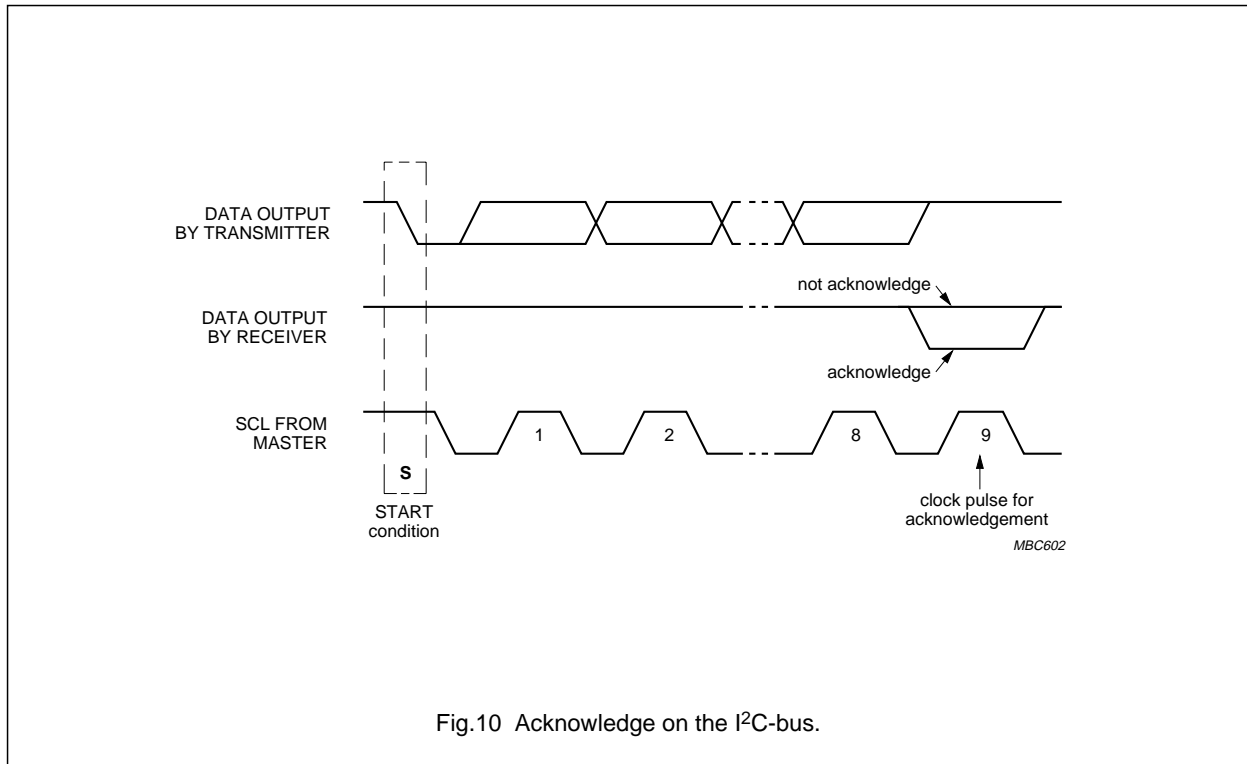 DATA OUTPUT
BY TRANSMITTER
not acknowledge
DATA OUTPUT
BY RECEIVER
acknowledge
SCL FROM
MASTER
1
2
8
9
S
START
condition
clock pulse for
acknowledgement
MBC602
Fig.10 Acknowledge on the I²C-bus.